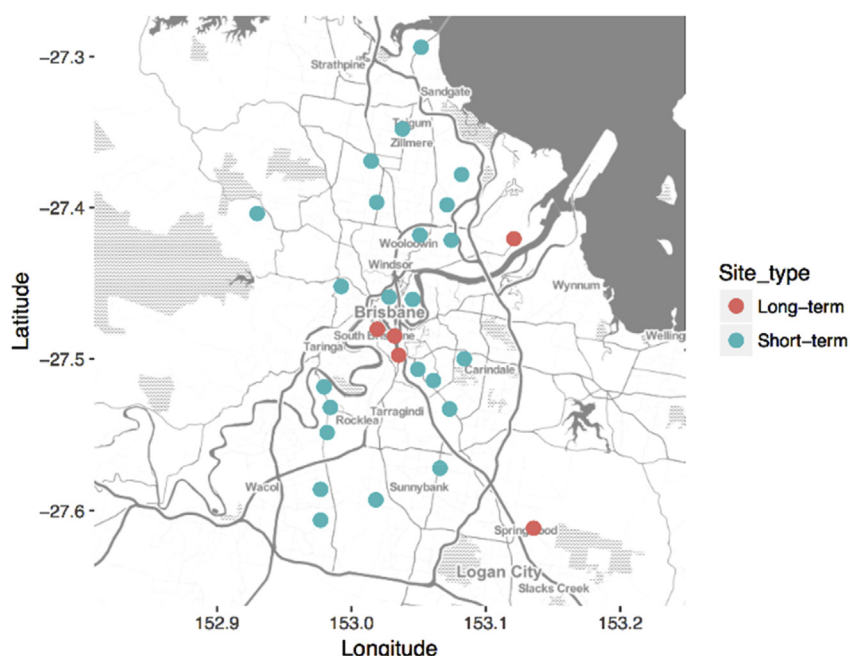 −27.3
Strathpine
Sandgate
Taigum
Zillmere
−27.4
Wooloowin
Windsor
Site_type
Long−term
Short−term
Latitude
Wynnum
Brisbane
South Brisbane
−27.5
Taringa
Carindale
Tarragindi
Rocklea
Wacol
Sunnybank
−27.6
Springwood
Logan City
Slacks Creek
152.9
153.0
153.1
153.2
Longitude
Welling